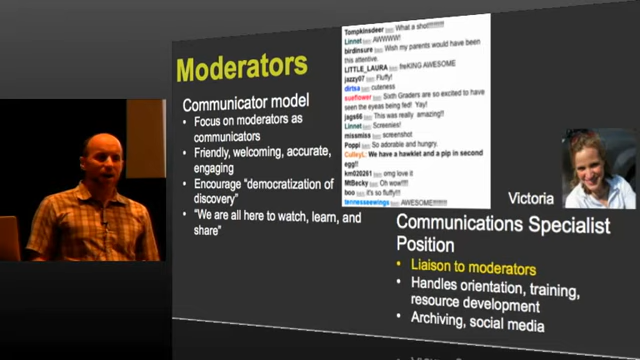 Moderators
Communicator model
• Focus on moderators as
communicators
• Friendly, welcoming, accurate,
engaging
• Encourage "democratization of
discovery"
• "We are all here to watch, learn, and
share"
Tompkinsdeer What a shot!!!!!!!!!!
Linnet AWWWW!
birdinsure Wish my parents would have been
this attentive.
LITTLE_LAURA freKING AWESOME
jazzy07 Fluffy!
dirtsa cuteness
sueflower Sixth Graders are so excited to have
seen the eyeas being fed! Yay!
jags66 This was really amazing!!
Linnet Screenies!
missmiss screenshot
Poppi So adorable and hungry.
CulleyL We have a hawklet and a pip in second
egg!!
km020261 omg love it
MtBecky Oh wow!!!!
boo it's so fluffy!!!
tennesseewings AWESOME!!!!!!!!!
Victoria
Communications Specialist
Position
• Liaison to moderators
• Handles orientation, training,
resource development
• Archiving, social media